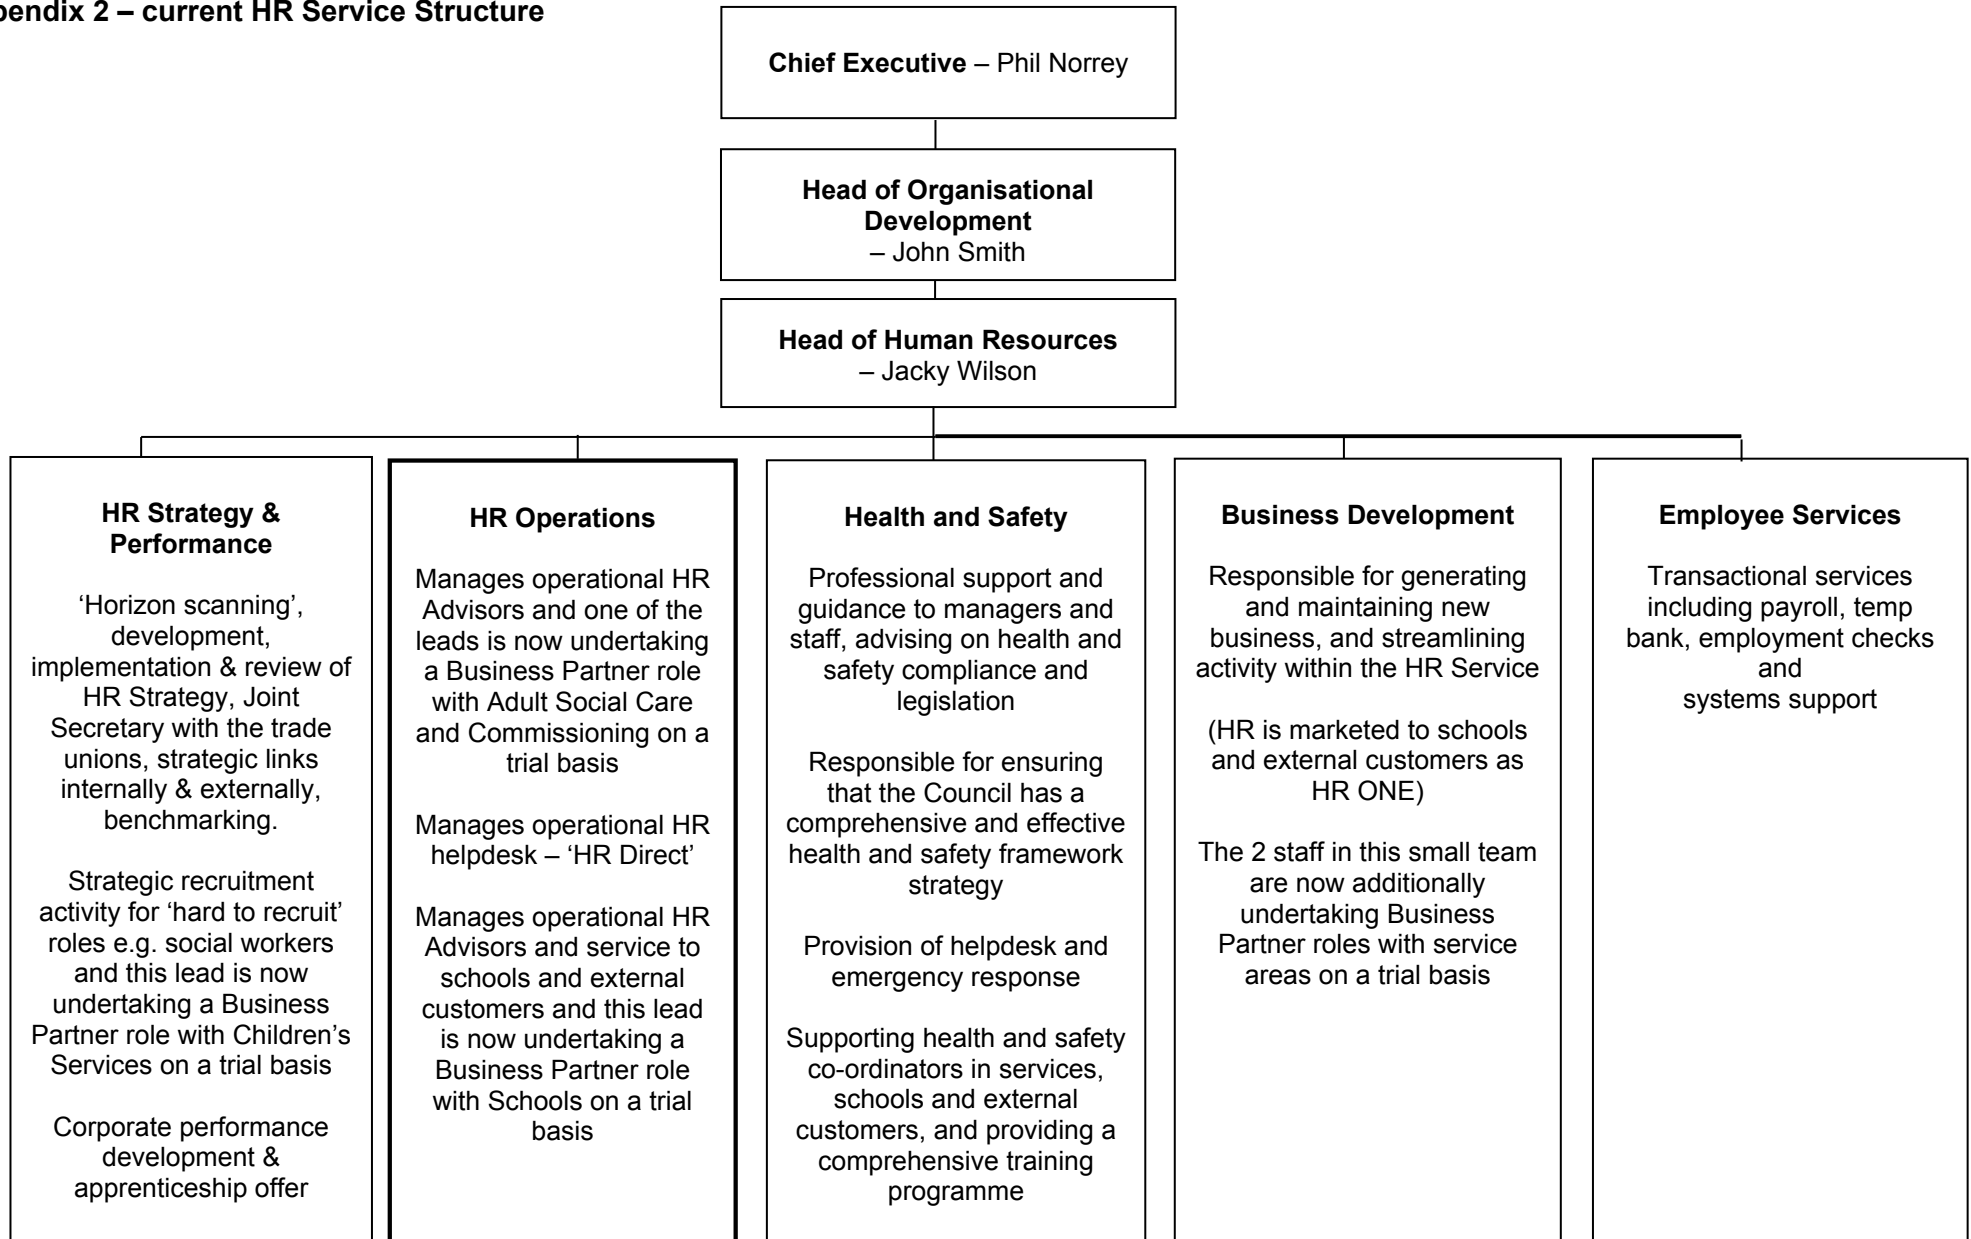 pendix 2 – current HR Service Structure
Chief Executive – Phil Norrey
Head of Organisational
Development
– John Smith
Head of Human Resources
– Jacky Wilson
HR Strategy &
Performance
‘Horizon scanning’,
development,
implementation & review of
HR Strategy, Joint
Secretary with the trade
unions, strategic links
internally & externally,
benchmarking.
Strategic recruitment
activity for ‘hard to recruit’
roles e.g. social workers
and this lead is now
undertaking a Business
Partner role with Children’s
Services on a trial basis
Corporate performance
development &
apprenticeship offer
HR Operations
Manages operational HR
Advisors and one of the
leads is now undertaking
a Business Partner role
with Adult Social Care
and Commissioning on a
trial basis
Manages operational HR
helpdesk – ‘HR Direct’
Manages operational HR
Advisors and service to
schools and external
customers and this lead
is now undertaking a
Business Partner role
with Schools on a trial
basis
Health and Safety
Professional support and
guidance to managers and
staff, advising on health and
safety compliance and
legislation
Responsible for ensuring
that the Council has a
comprehensive and effective
health and safety framework
strategy
Provision of helpdesk and
emergency response
Supporting health and safety
co-ordinators in services,
schools and external
customers, and providing a
comprehensive training
programme
Business Development
Responsible for generating
and maintaining new
business, and streamlining
activity within the HR Service
(HR is marketed to schools
and external customers as
HR ONE)
The 2 staff in this small team
are now additionally
undertaking Business
Partner roles with service
areas on a trial basis
Employee Services
Transactional services
including payroll, temp
bank, employment checks
and
systems support